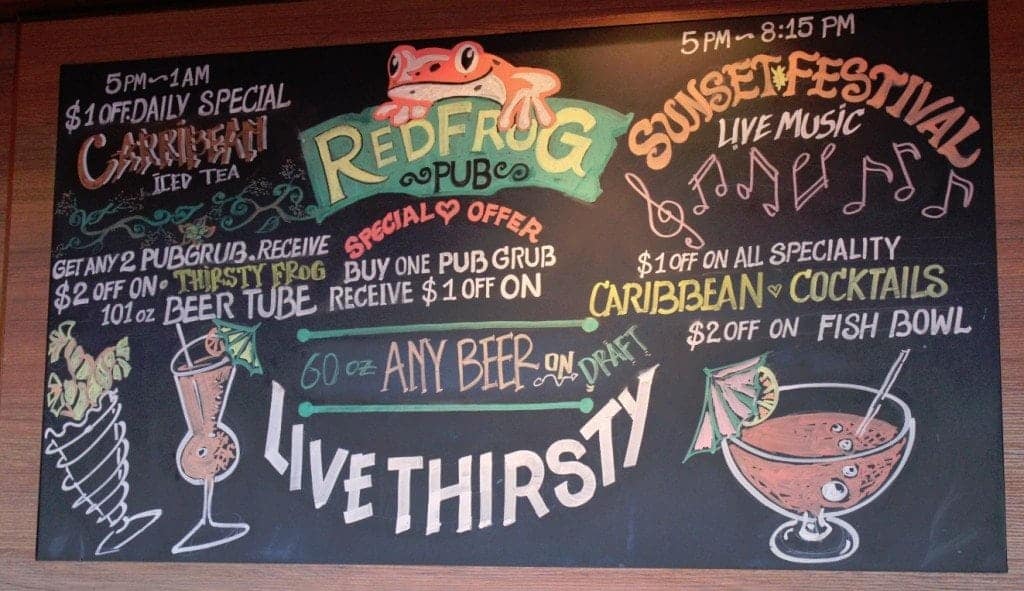 5PM~1AM
$1 OFF.DAILY SPECIAL
CARRIBEAN
ICED TEA
GET ANY 2 PUBGRUB. RECEIVE
$2 OFF ON. THIRSTY FROG
101 oz BEER TUBE
REDFROG
PUB
SPECIAL OFFER
BUY ONE PUB GRUB
RECEIVE $1 OFF ON
60 oz ANY BEER ON DRAFT
LIVE THIRSTY
5PM~8:15 PM
SUNSET FESTIVAL
LIVE MUSIC
$1 OFF ON ALL SPECIALITY
CARIBBEAN COCKTAILS
$2 OFF ON FISH BOWL